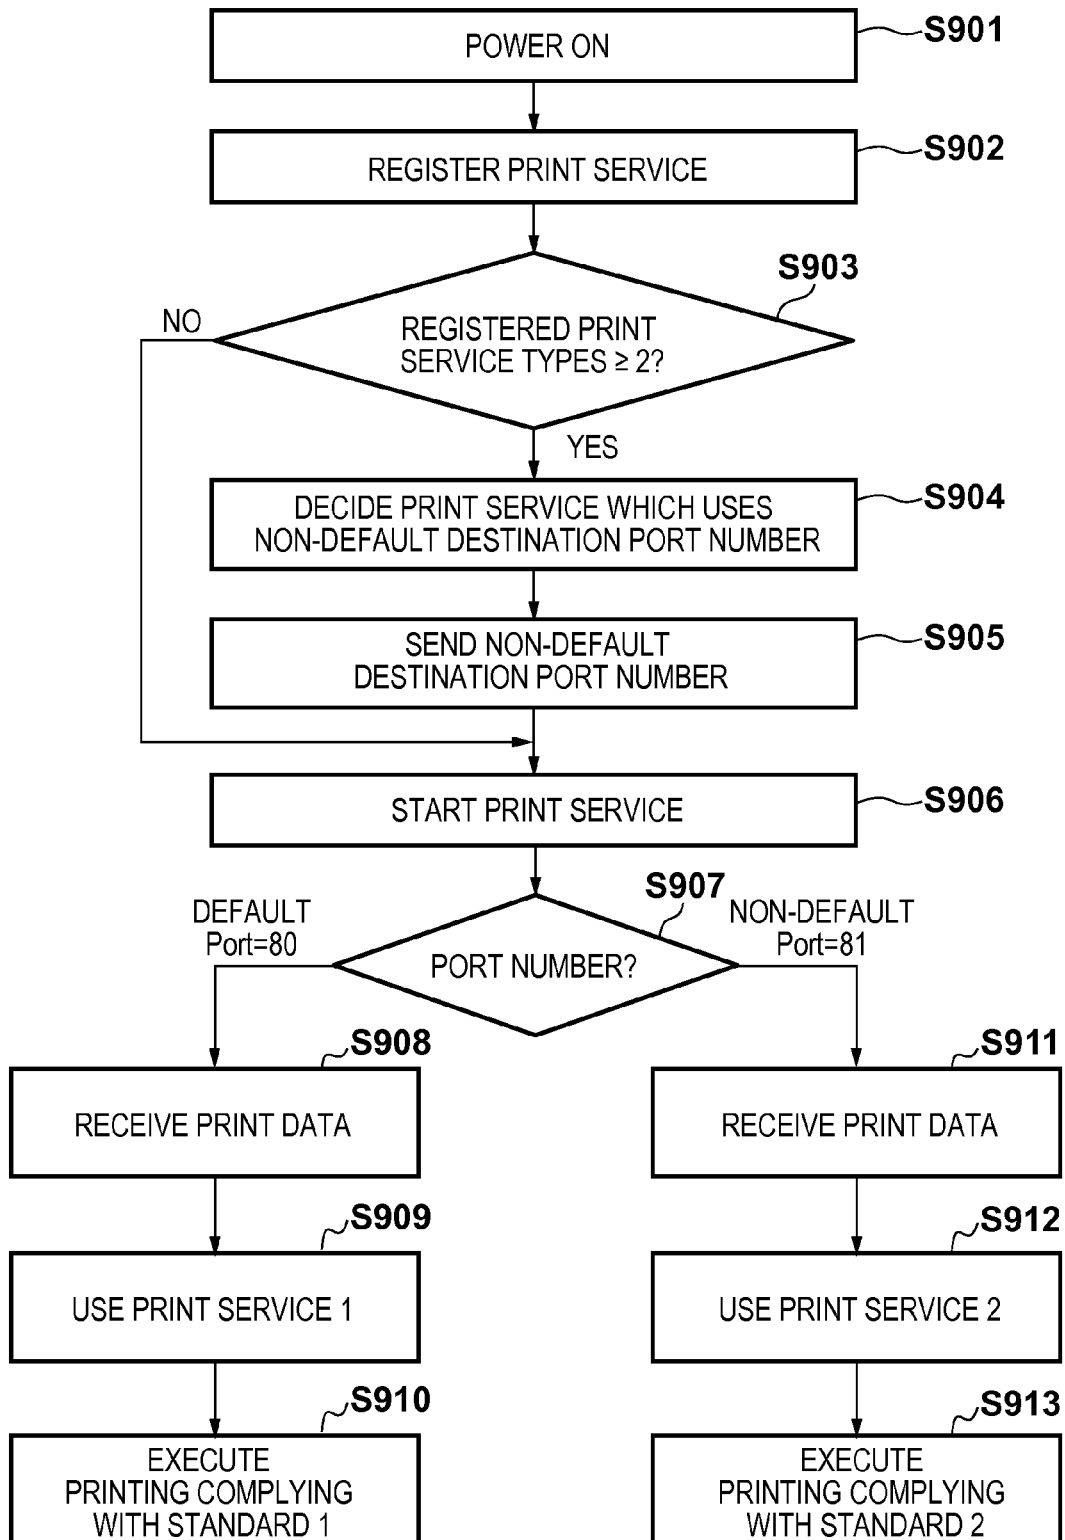 POWER ON
S901
REGISTER PRINT SERVICE
S902
S903
NO
REGISTERED PRINT
SERVICE TYPES ≥ 2?
YES
DECIDE PRINT SERVICE WHICH USES
NON-DEFAULT DESTINATION PORT NUMBER
S904
SEND NON-DEFAULT
DESTINATION PORT NUMBER
S905
START PRINT SERVICE
S906
S907
DEFAULT
Port=80
NON-DEFAULT
Port=81
PORT NUMBER?
S908
RECEIVE PRINT DATA
S909
USE PRINT SERVICE 1
S910
EXECUTE
PRINTING COMPLYING
WITH STANDARD 1
S911
RECEIVE PRINT DATA
S912
USE PRINT SERVICE 2
S913
EXECUTE
PRINTING COMPLYING
WITH STANDARD 2